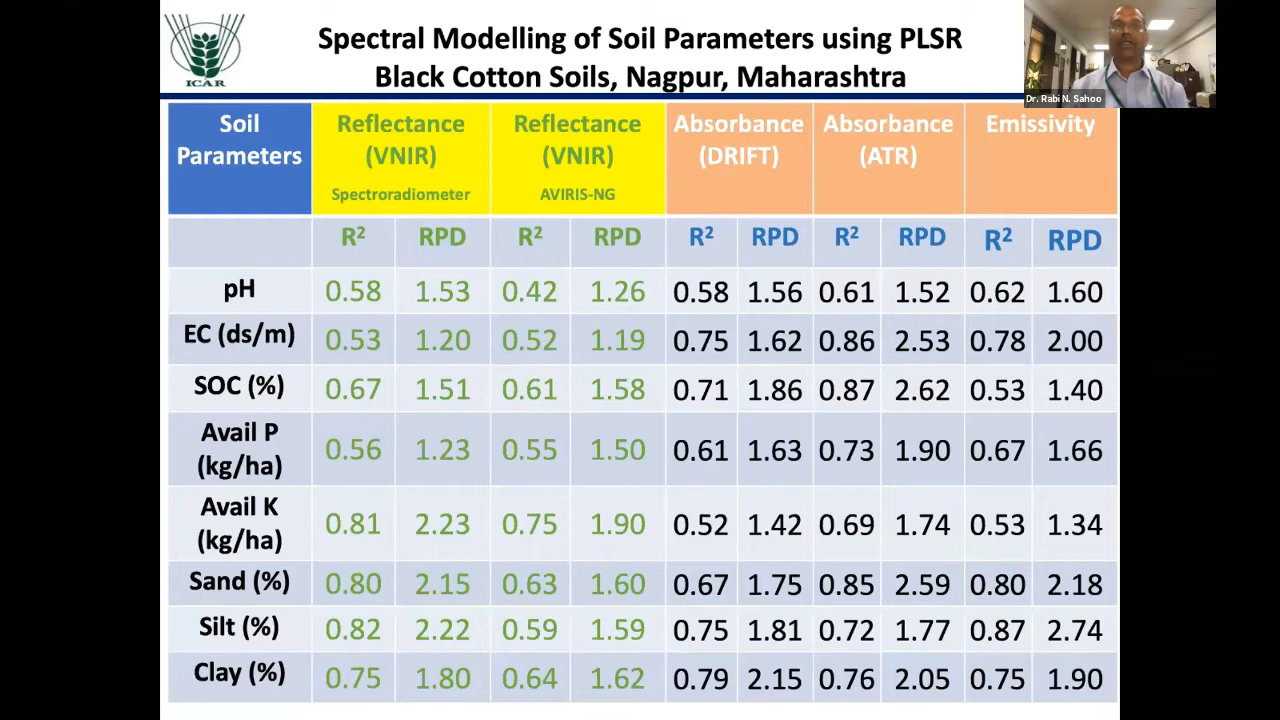 Spectral Modelling of Soil Parameters using PLSR
Black Cotton Soils, Nagpur, Maharashtra
ICAR
Dr. Rabi N. Sahoo
Soil Parameters Reflectance (VNIR) Spectroradiometer Reflectance (VNIR) AVIRIS-NG Absorbance (DRIFT) Absorbance (ATR) Emissivity
R² RPD R² RPD R² RPD R² RPD R² RPD
pH 0.58 1.53 0.42 1.26 0.58 1.56 0.61 1.52 0.62 1.60
EC (ds/m) 0.53 1.20 0.52 1.19 0.75 1.62 0.86 2.53 0.78 2.00
SOC (%) 0.67 1.51 0.61 1.58 0.71 1.86 0.87 2.62 0.53 1.40
Avail P (kg/ha) 0.56 1.23 0.55 1.50 0.61 1.63 0.73 1.90 0.67 1.66
Avail K (kg/ha) 0.81 2.23 0.75 1.90 0.52 1.42 0.69 1.74 0.53 1.34
Sand (%) 0.80 2.15 0.63 1.60 0.67 1.75 0.85 2.59 0.80 2.18
Silt (%) 0.82 2.22 0.59 1.59 0.75 1.81 0.72 1.77 0.87 2.74
Clay (%) 0.75 1.80 0.64 1.62 0.79 2.15 0.76 2.05 0.75 1.90